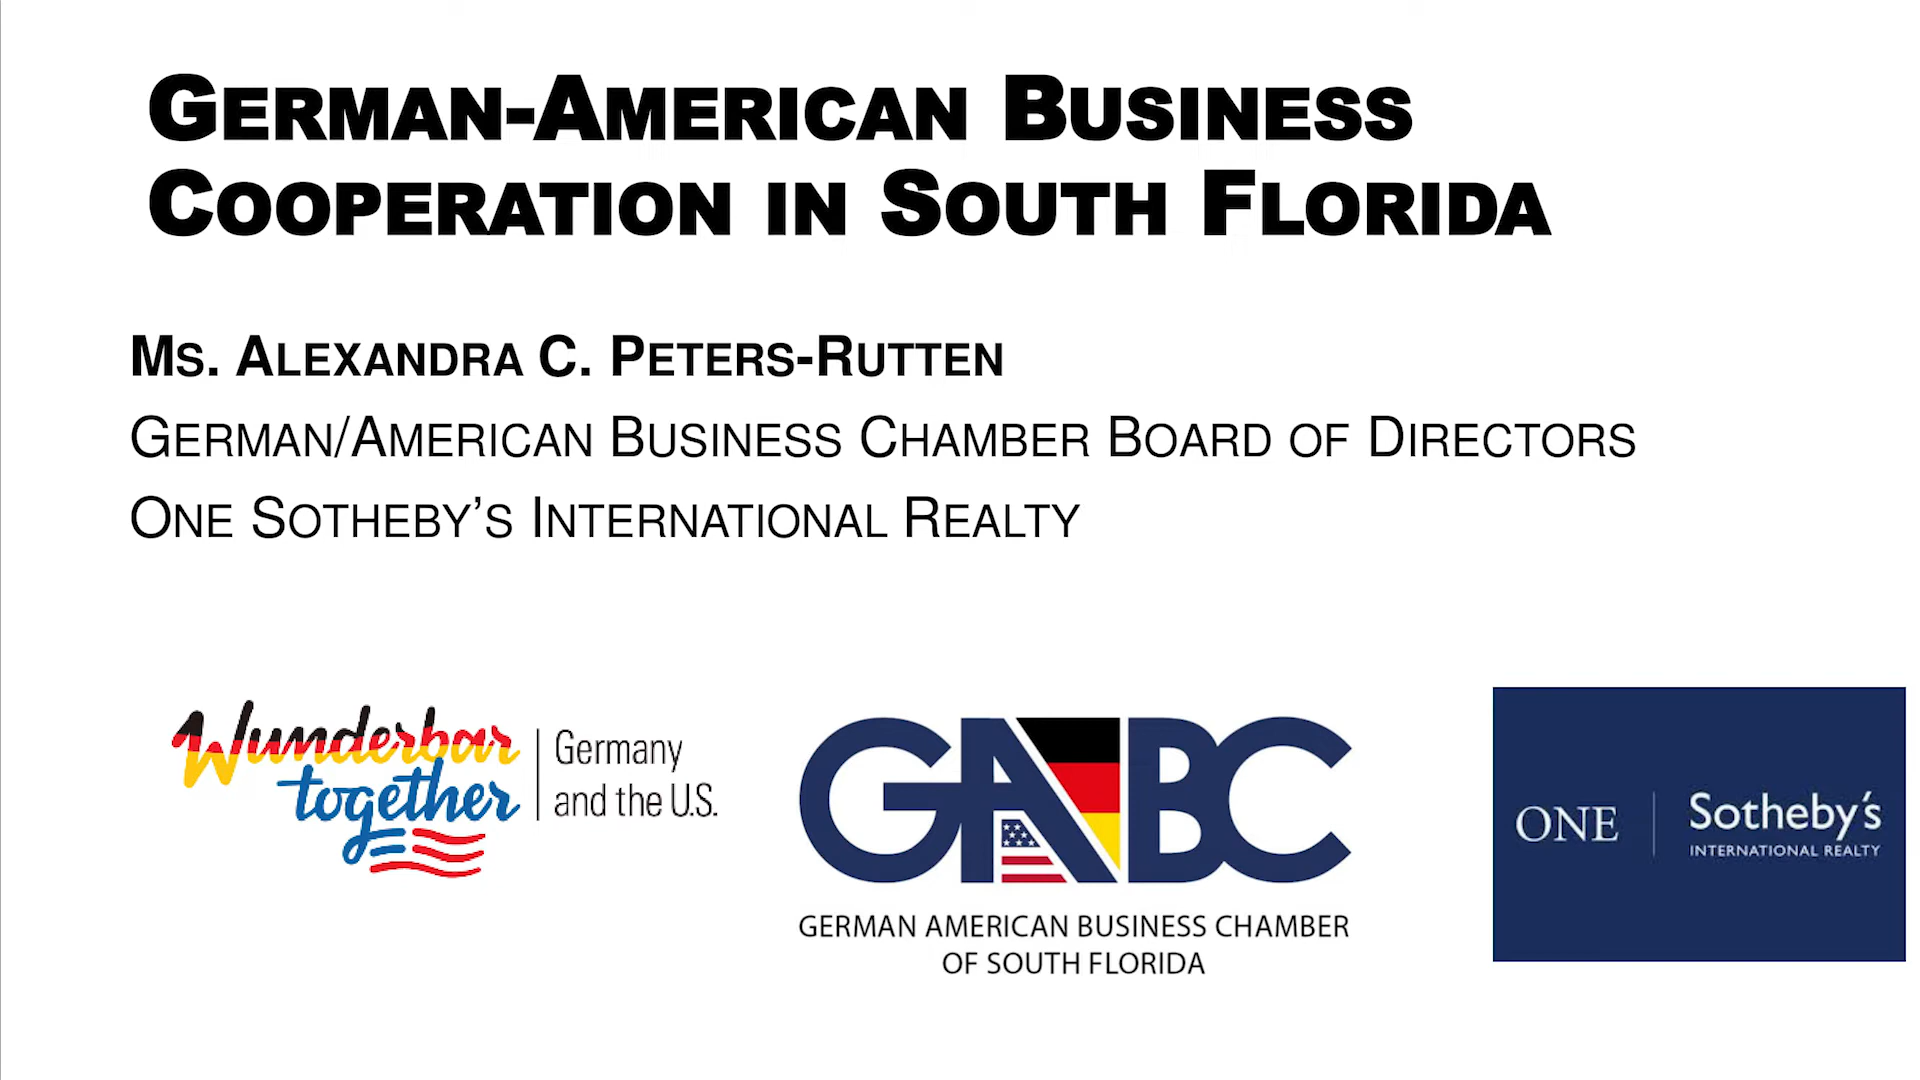 GERMAN-AMERICAN BUSINESS
COOPERATION IN SOUTH FLORIDA
MS. ALEXANDRA C. PETERS-RUTTEN
GERMAN/AMERICAN BUSINESS CHAMBER BOARD OF DIRECTORS
ONE SOTHEBY'S INTERNATIONAL REALTY
Wunderbar
together
Germany
and the U.S.
GABC
GERMAN AMERICAN BUSINESS CHAMBER
OF SOUTH FLORIDA
ONE
Sotheby's
INTERNATIONAL REALTY